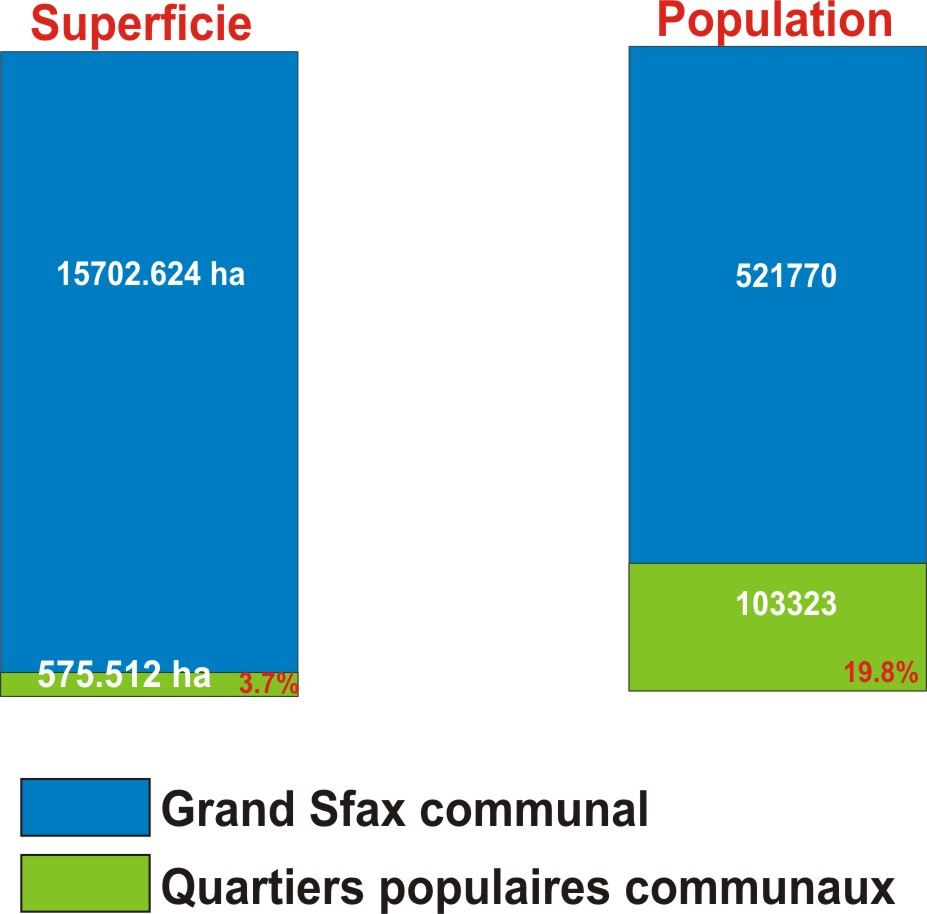 Superficie
Population
15702.624 ha
521770
575.512 ha
3.7%
103323
19.8%
Grand Sfax communal
Quartiers populaires communaux